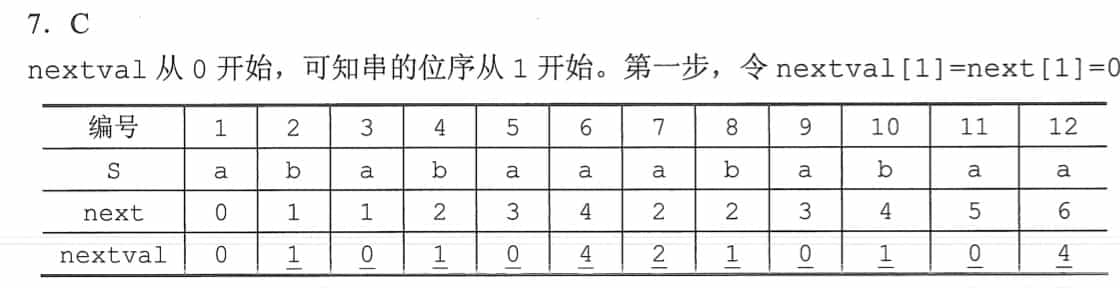 7. C
nextval 从 0 开始，可知串的位序从 1 开始。第一步，令 nextval[1]=next[1]=0
编号 1 2 3 4 5 6 7 8 9 10 11 12
S a b a b a a a b a b a a
next 0 1 1 2 3 4 2 2 3 4 5 6
nextval 0 1 0 1 0 4 2 1 0 1 0 4